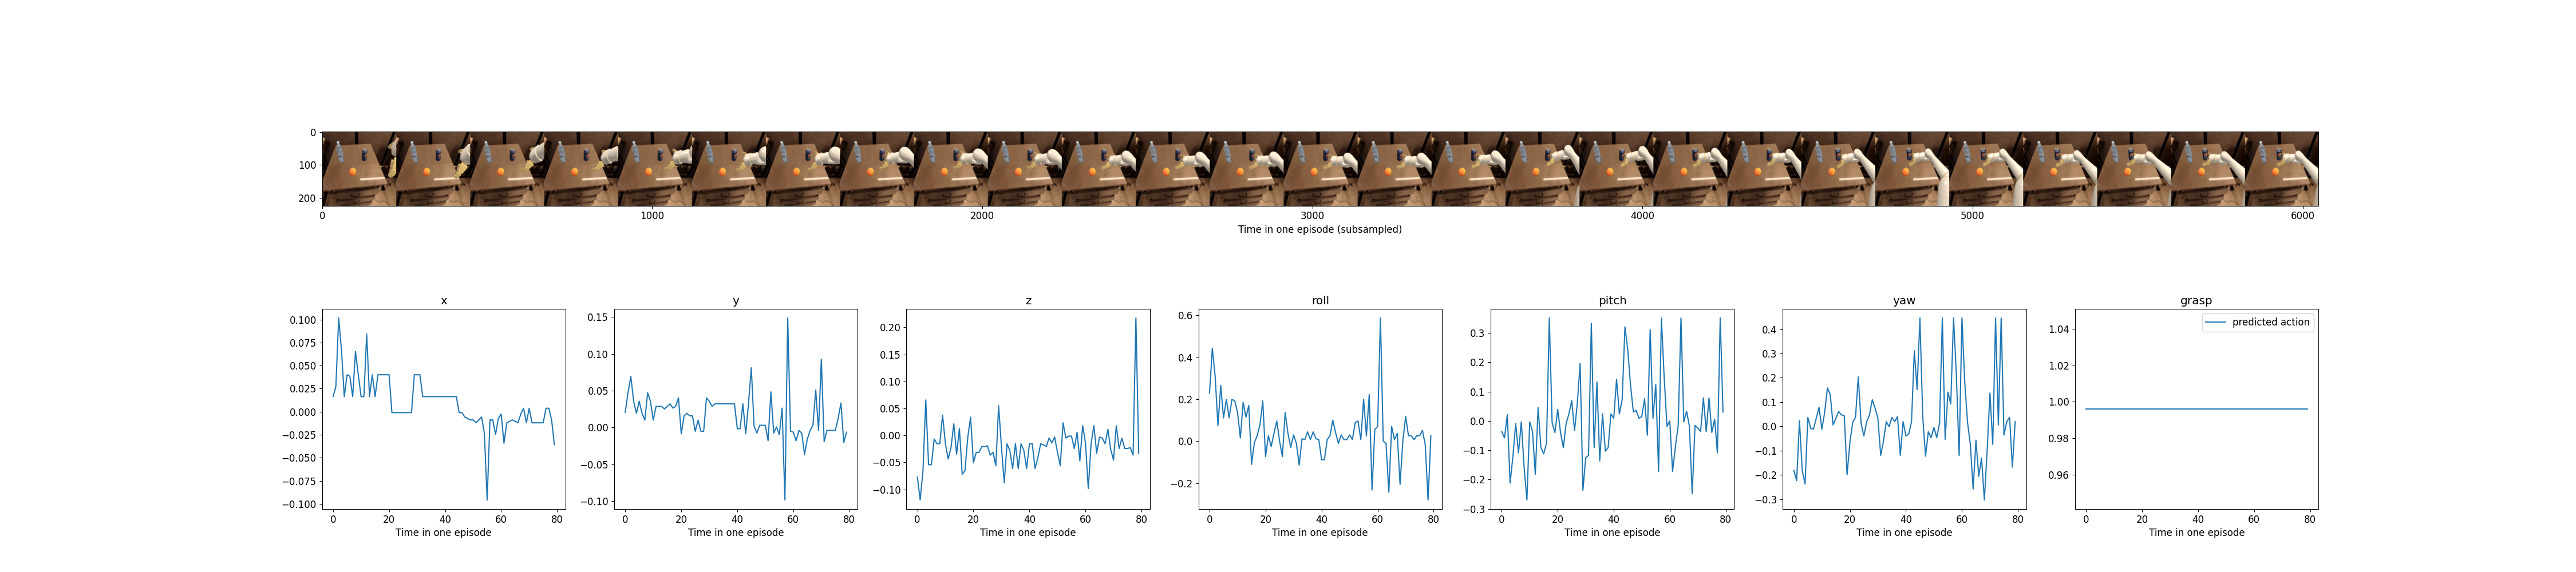 0
100
200
0 1000 2000 3000 4000 5000 6000
Time in one episode (subsampled)
x
0.100
0.075
0.050
0.025
0.000
−0.025
−0.050
−0.075
−0.100
0 20 40 60 80
Time in one episode
y
0.15
0.10
0.05
0.00
−0.05
−0.10
0 20 40 60 80
Time in one episode
z
0.20
0.15
0.10
0.05
0.00
−0.05
−0.10
0 20 40 60 80
Time in one episode
roll
0.6
0.4
0.2
0.0
−0.2
0 20 40 60 80
Time in one episode
pitch
0.3
0.2
0.1
0.0
−0.1
−0.2
−0.3
0 20 40 60 80
Time in one episode
yaw
0.4
0.3
0.2
0.1
0.0
−0.1
−0.2
−0.3
0 20 40 60 80
Time in one episode
grasp
predicted action
1.04
1.02
1.00
0.98
0.96
0 20 40 60 80
Time in one episode